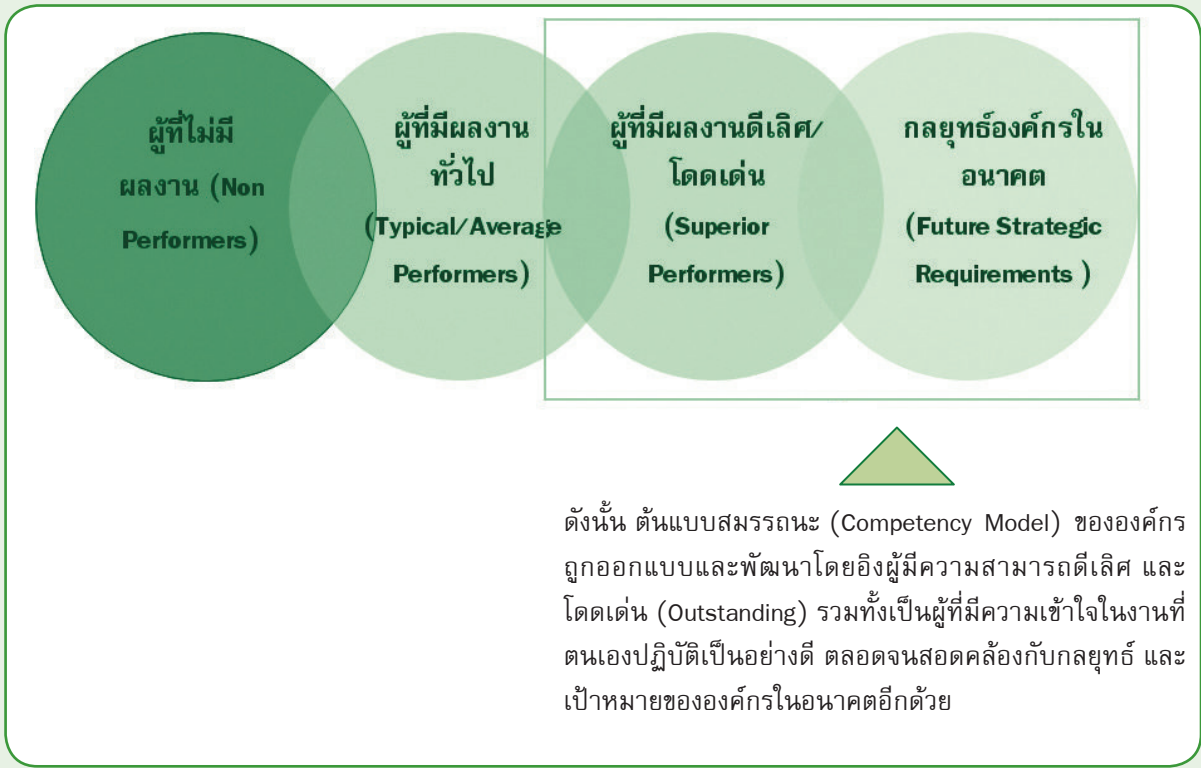 ผู้ที่ไม่มี
ผลงาน (Non
Performers)
ผู้ที่มีผลงาน
ทั่วไป
(Typical/Average
Performers)
ผู้ที่มีผลงานดีเลิศ/
โดดเด่น
(Superior
Performers)
กลยุทธ์องค์กรใน
อนาคต
(Future Strategic
Requirements )
ดังนั้น ต้นแบบสมรรถนะ (Competency Model) ขององค์กร
ถูกออกแบบและพัฒนาโดยอิงผู้มีความสามารถดีเลิศ และ
โดดเด่น (Outstanding) รวมทั้งเป็นผู้ที่มีความเข้าใจในงานที่
ตนเองปฏิบัติเป็นอย่างดี ตลอดจนสอดคล้องกับกลยุทธ์ และ
เป้าหมายขององค์กรในอนาคตอีกด้วย